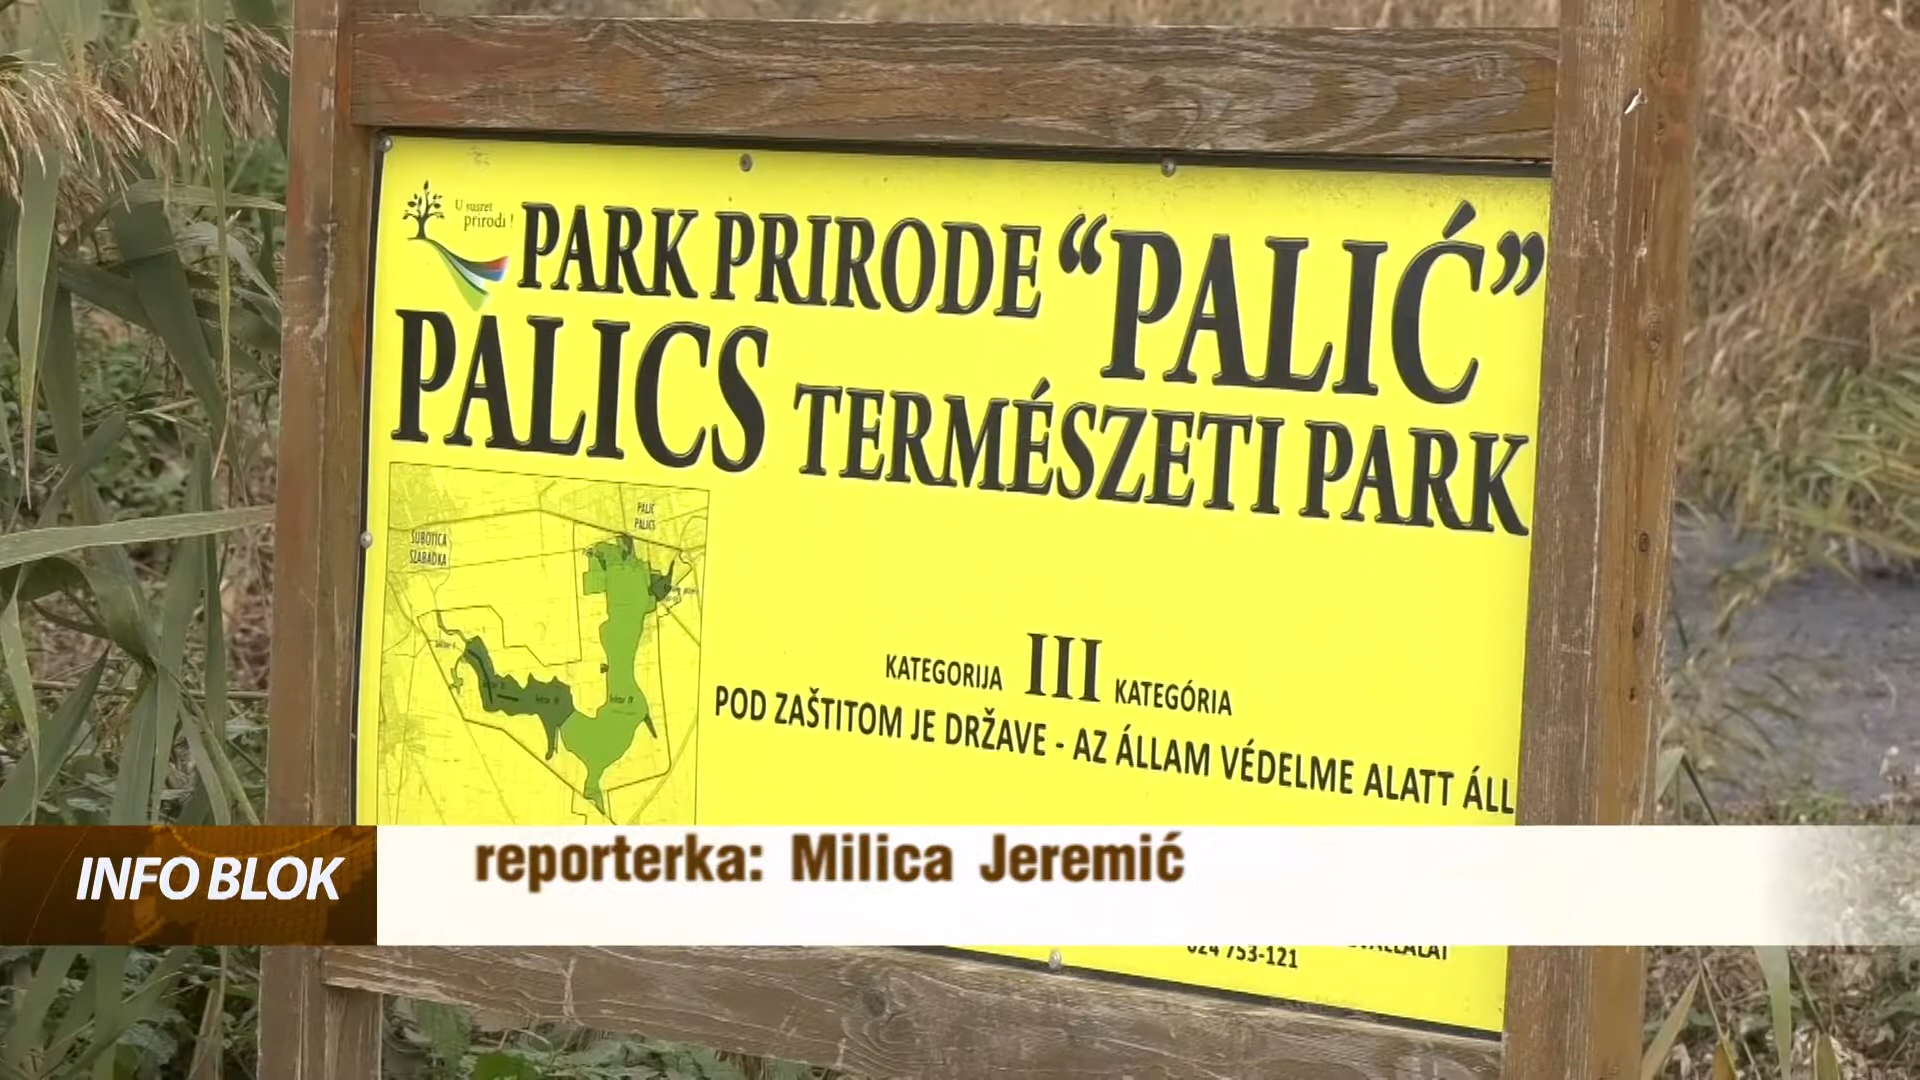 U susret
prirodi !
PARK PRIRODE “PALIĆ”
PALICS TERMÉSZETI PARK
PALIĆ
PALICS
SUBOTICA
SZABADKA
KATEGORIJA III KATEGÓRIA
POD ZAŠTITOM JE DRŽAVE - AZ ÁLLAM VÉDELME ALATT ÁLL
INFO BLOK
reporterka: Milica Jeremić
024 753-121